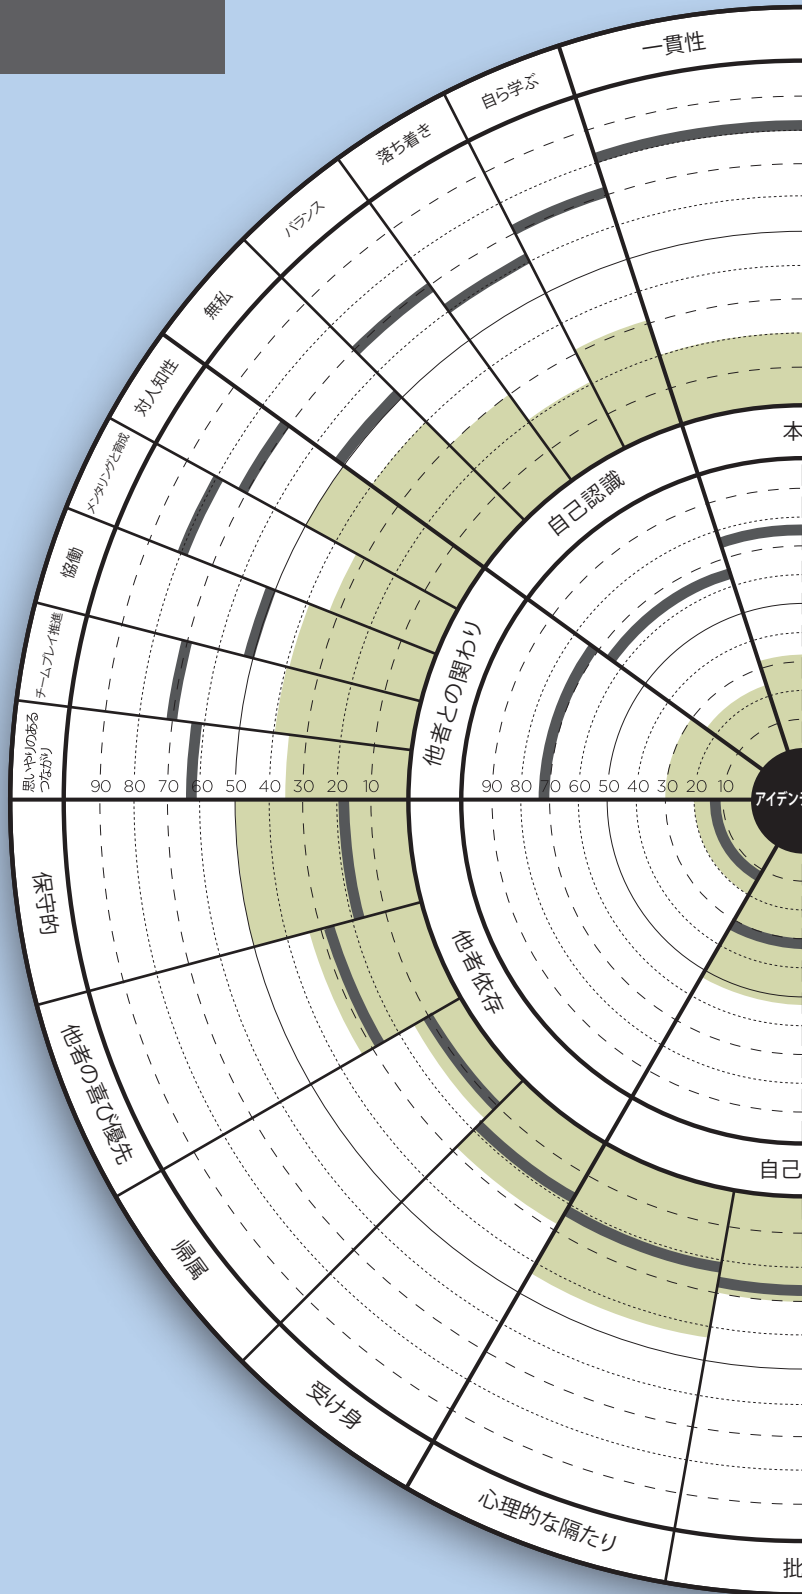 一貫性
自ら学ぶ
落ち着き
バランス
無私
対人知性
メンタリングと育成
協働
チームプレイ推進
思いやりのある
つながり
本
自己認識
他者との関わり
90 80 70 60 50 40 30 20 10
90 80 70 60 50 40 30 20 10
アイデン
保守的
他者依存
他者の喜び優先
帰属
受け身
自己
心理的な隔たり
批